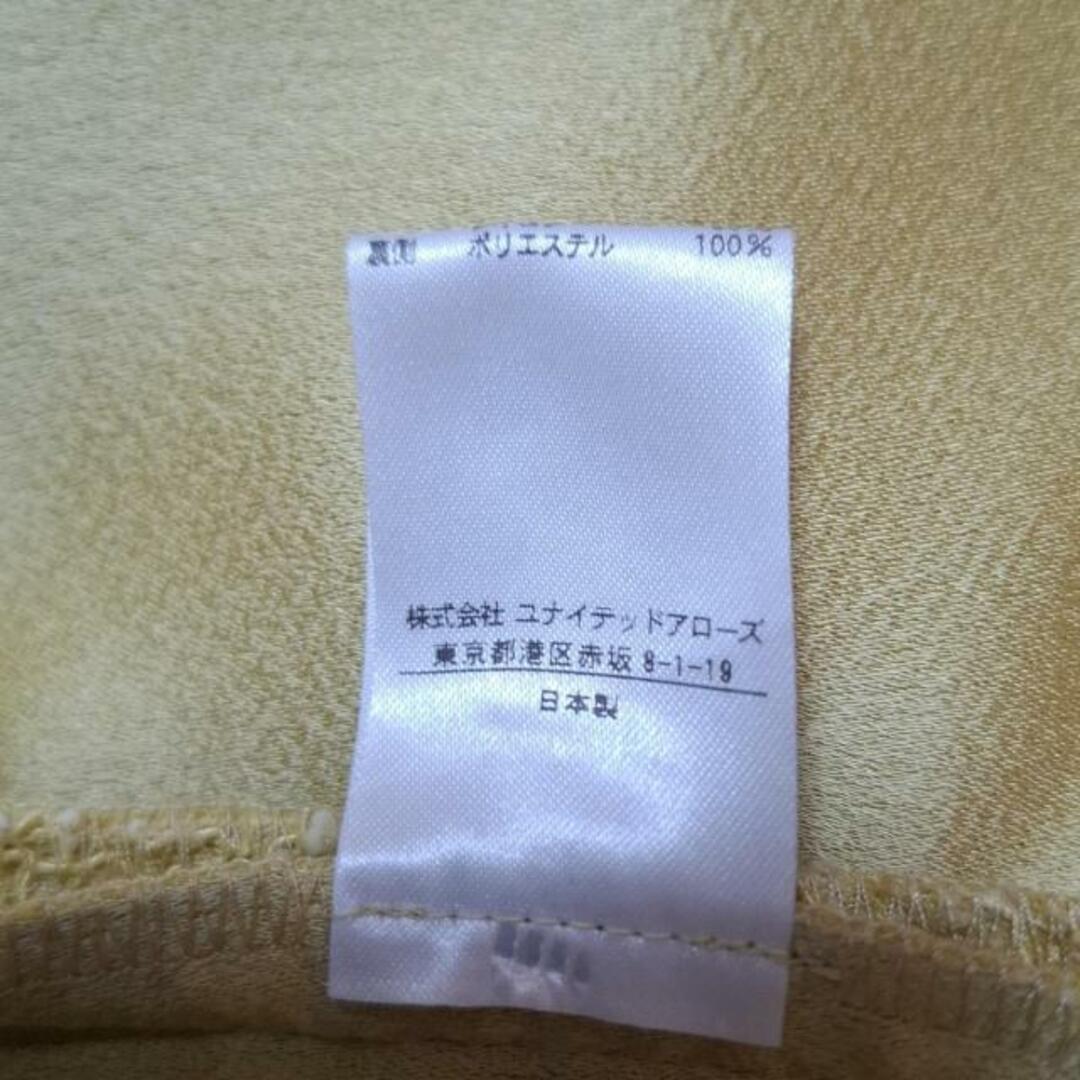 裏側 ポリエステル 100%
株式会社 ユナイテッドアローズ
東京都港区赤坂 8-1-19
日本製